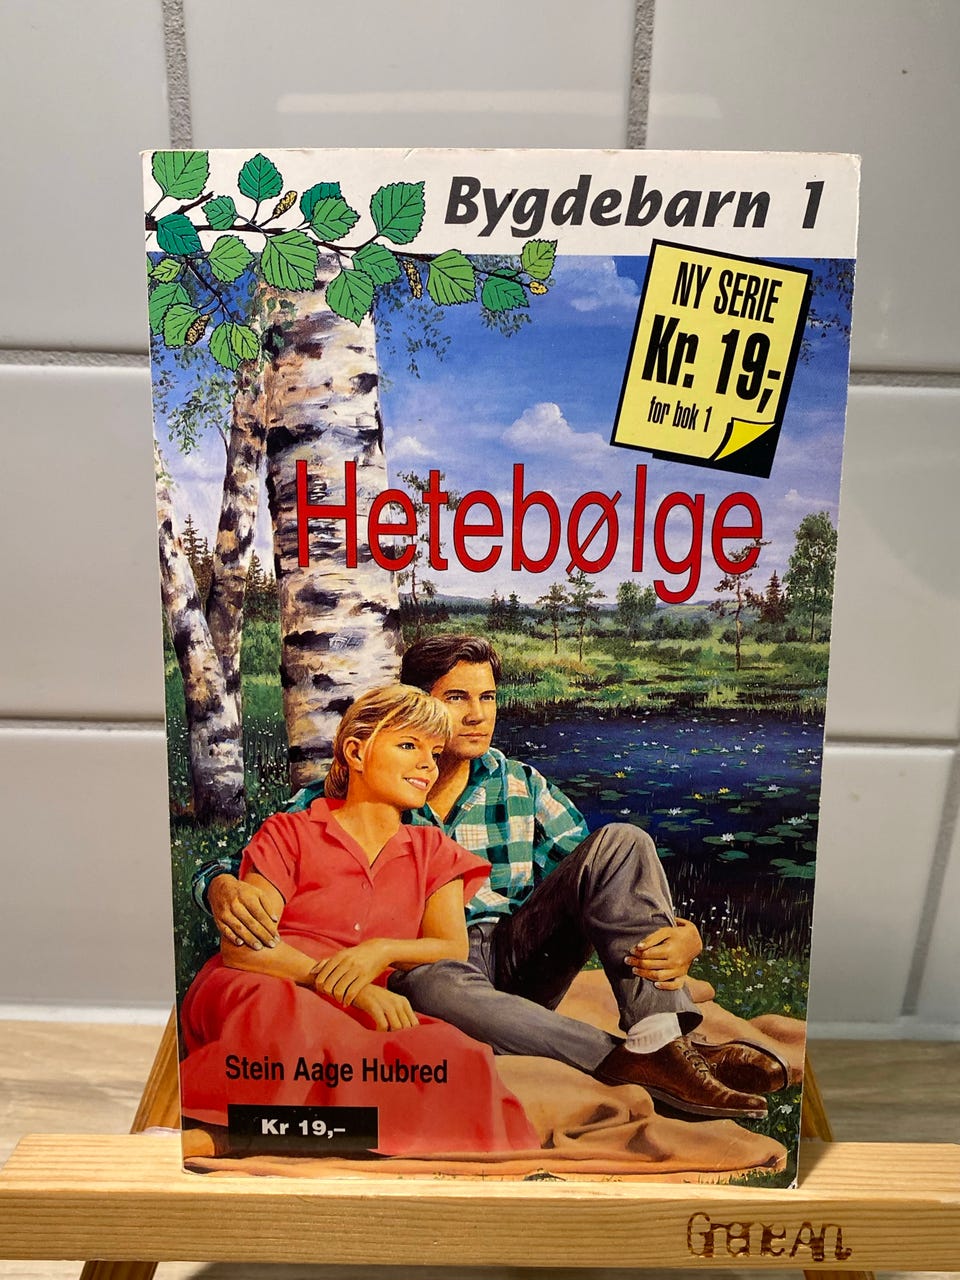 Bygdebarn 1
NY SERIE
Kr. 19,-
for bok 1
Hetebølge
Stein Aage Hubred
Kr 19,–